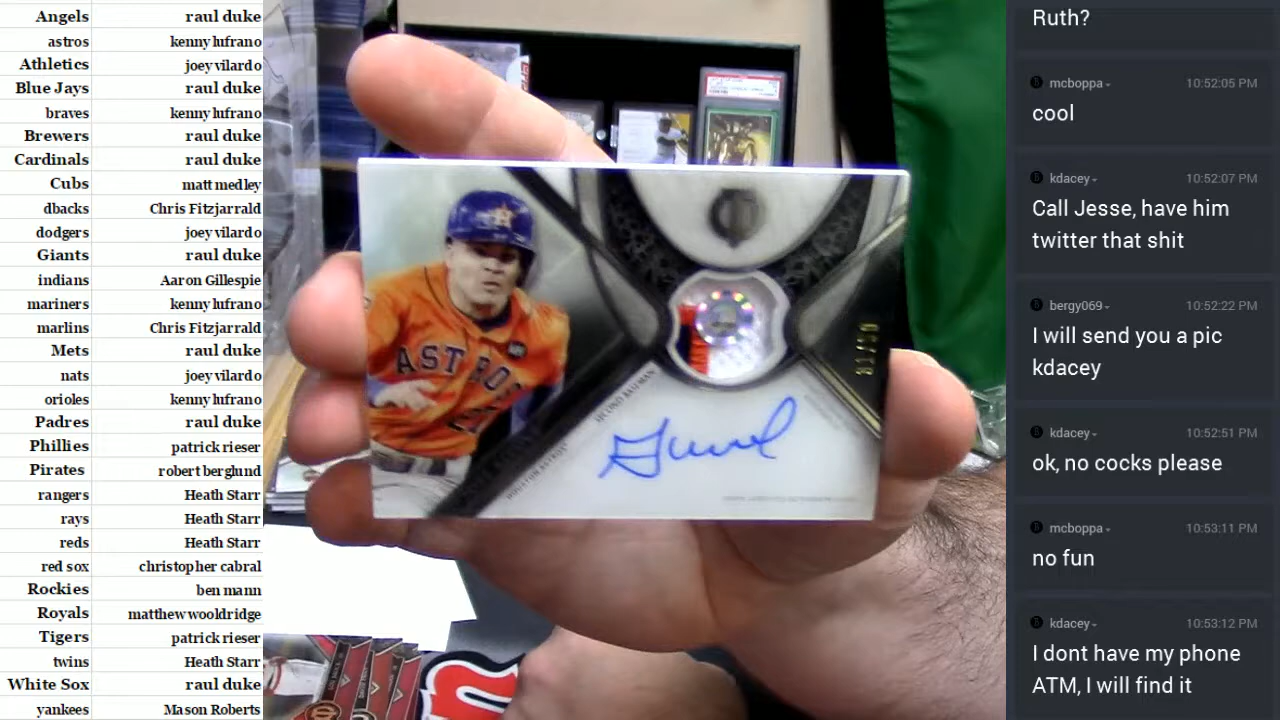 Angels raul duke
astros kenny lufrano
Athletics joey vilardo
Blue Jays raul duke
braves kenny lufrano
Brewers raul duke
Cardinals raul duke
Cubs matt medley
dbacks Chris Fitzjarrald
dodgers joey vilardo
Giants raul duke
indians Aaron Gillespie
mariners kenny lufrano
marlins Chris Fitzjarrald
Mets raul duke
nats joey vilardo
orioles kenny lufrano
Padres raul duke
Phillies patrick rieser
Pirates robert berglund
rangers Heath Starr
rays Heath Starr
reds Heath Starr
red sox christopher cabral
Rockies ben mann
Royals matthew wooldridge
Tigers patrick rieser
twins Heath Starr
White Sox raul duke
yankees Mason Roberts
ASTROS
SECOND BASEMAN
HOUSTON ASTROS
Ruth?
mcboppa 10:52:05 PM
cool
kdacey 10:52:07 PM
Call Jesse, have him
twitter that shit
bergy069 10:52:22 PM
I will send you a pic
kdacey
kdacey 10:52:51 PM
ok, no cocks please
mcboppa 10:53:11 PM
no fun
kdacey 10:53:12 PM
I dont have my phone
ATM, I will find it